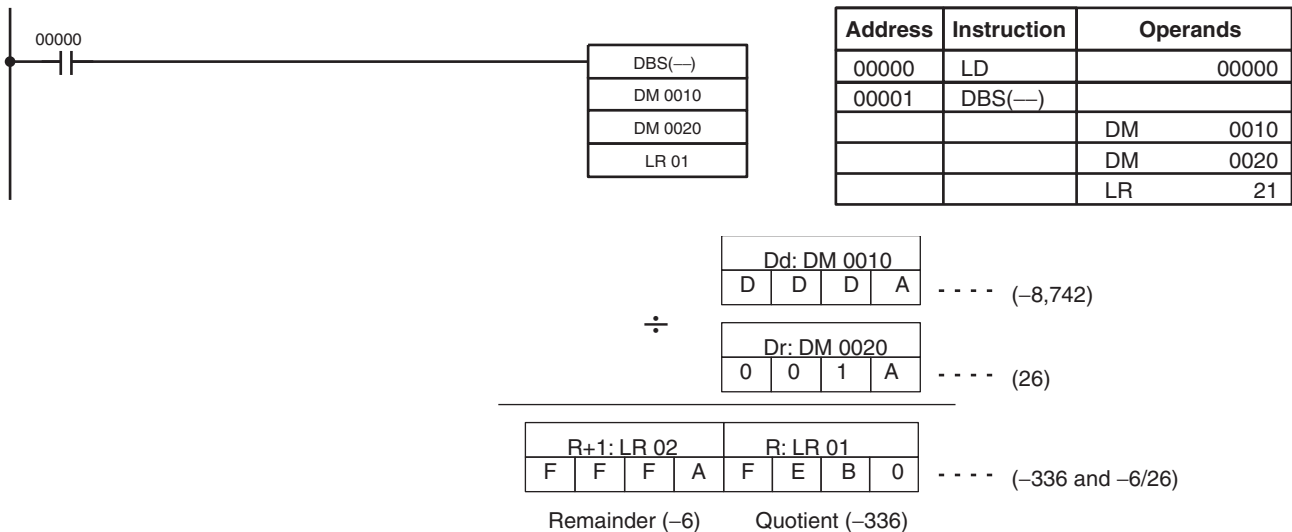 00000
DBS(––)
DM 0010
DM 0020
LR 01
Address Instruction Operands
00000 LD 00000
00001 DBS(––)
DM 0010
DM 0020
LR 21
Dd: DM 0010
D D D A - - - - (–8,742)
÷
Dr: DM 0020
0 0 1 A - - - - (26)
R+1: LR 02 R: LR 01
F F F A F E B 0 - - - - (–336 and –6/26)
Remainder (–6) Quotient (–336)